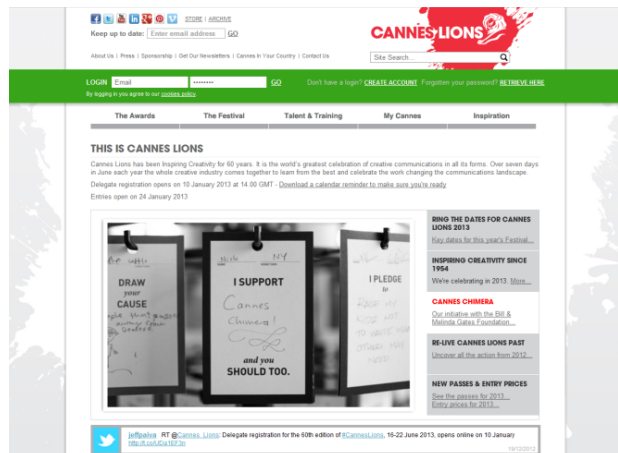 STORE | ARCHIVE
Keep up to date: Enter email address GO
CANNES LIONS
About Us | Press | Sponsorship | Get Our Newsletters | Cannes In Your Country | Contact Us
Site Search...
LOGIN Email •••••••• GO Don't have a login? CREATE ACCOUNT Forgotten your password? RETRIEVE HERE
By logging in you agree to our cookies policy
The Awards The Festival Talent & Training My Cannes Inspiration
THIS IS CANNES LIONS
Cannes Lions has been Inspiring Creativity for 60 years. It is the world's greatest celebration of creative communications in all its forms. Over seven days
in June each year the whole creative industry comes together to learn from the best and celebrate the work changing the communications landscape.
Delegate registration opens on 10 January 2013 at 14.00 GMT - Download a calendar reminder to make sure you're ready
Entries open on 24 January 2013
DRAW
your
CAUSE
NY
I SUPPORT
Cannes
Chimera!
and you
SHOULD TOO.
I PLEDGE
to
RING THE DATES FOR CANNES
LIONS 2013
Key dates for this year's Festival...
INSPIRING CREATIVITY SINCE
1954
We're celebrating in 2013. More...
CANNES CHIMERA
Our initiative with the Bill &
Melinda Gates Foundation...
RE-LIVE CANNES LIONS PAST
Uncover all the action from 2012...
NEW PASSES & ENTRY PRICES
See the passes for 2013...
Entry prices for 2013...
jeffpaiva RT @Cannes_Lions: Delegate registration for the 60th edition of #CannesLions, 16-22 June 2013, opens online on 10 January
19/12/2012